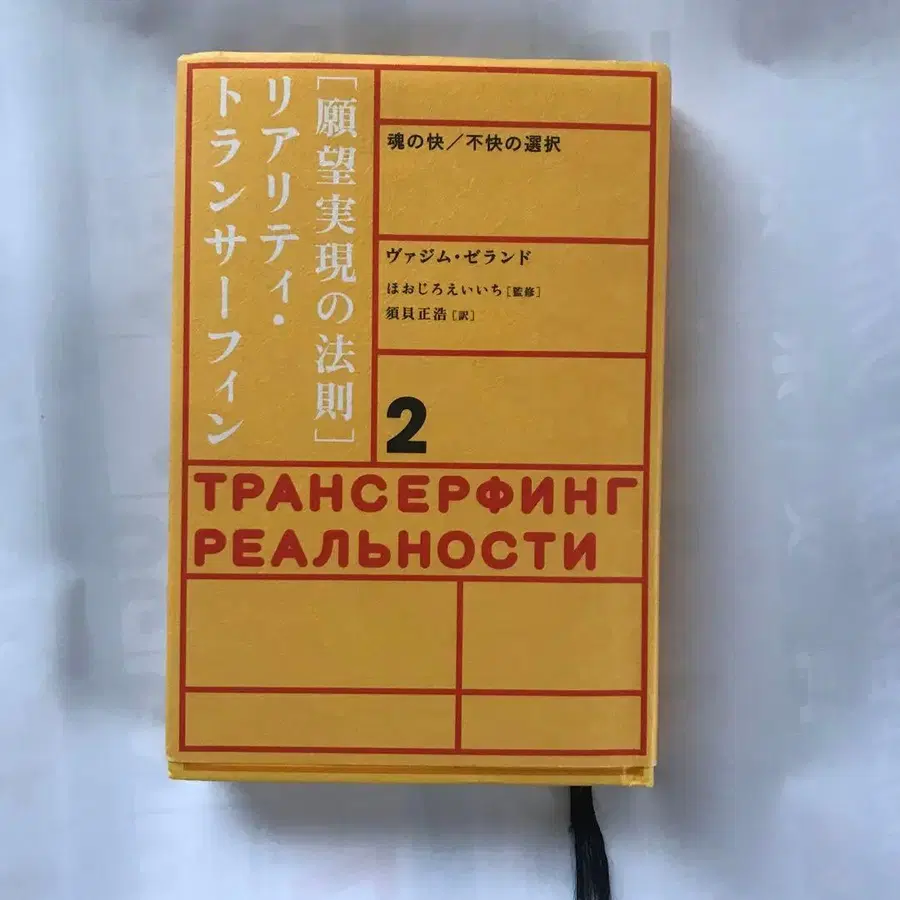 ［願望実現の法則］
リアリティ・
トランサーフィン
魂の快／不快の選択
ヴァジム・ゼランド
ほおじろえいいち［監修］
須貝正浩［訳］
2
ТРАНСЕРФИНГ
РЕАЛЬНОСТИ